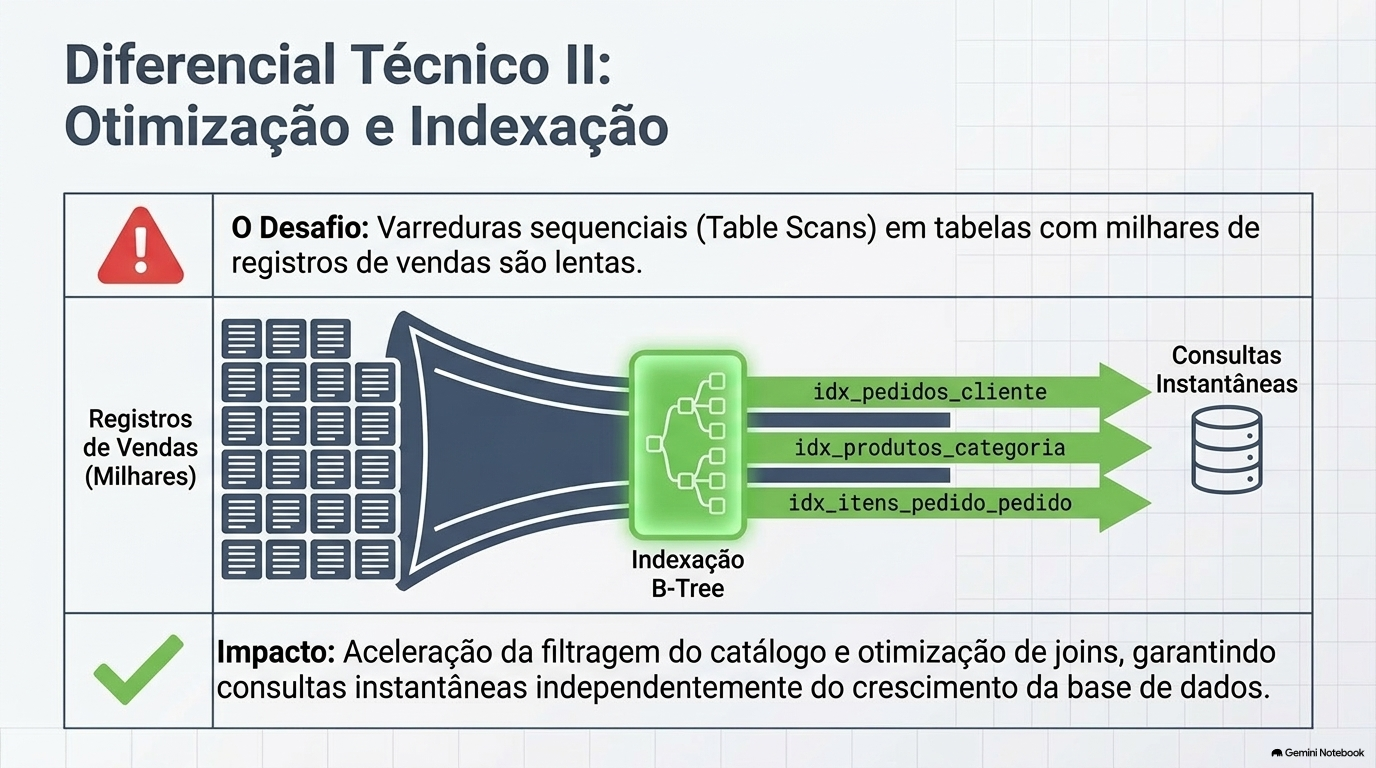 Diferencial Técnico II:
Otimização e Indexação
O Desafio: Varreduras sequenciais (Table Scans) em tabelas com milhares de
registros de vendas são lentas.
Registros
de Vendas
(Milhares)
Indexação
B-Tree
idx_pedidos_cliente
idx_produtos_categoria
idx_itens_pedido_pedido
Consultas
Instantâneas
Impacto: Aceleração da filtragem do catálogo e otimização de joins, garantindo
consultas instantâneas independentemente do crescimento da base de dados.
Gemini Notebook